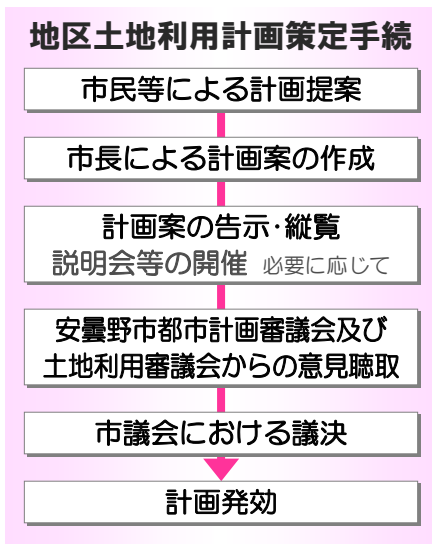 地区土地利用計画策定手続
市民等による計画提案
市長による計画案の作成
計画案の告示・縦覧
説明会等の開催 必要に応じて
安曇野市都市計画審議会及び
土地利用審議会からの意見聴取
市議会における議決
計画発効